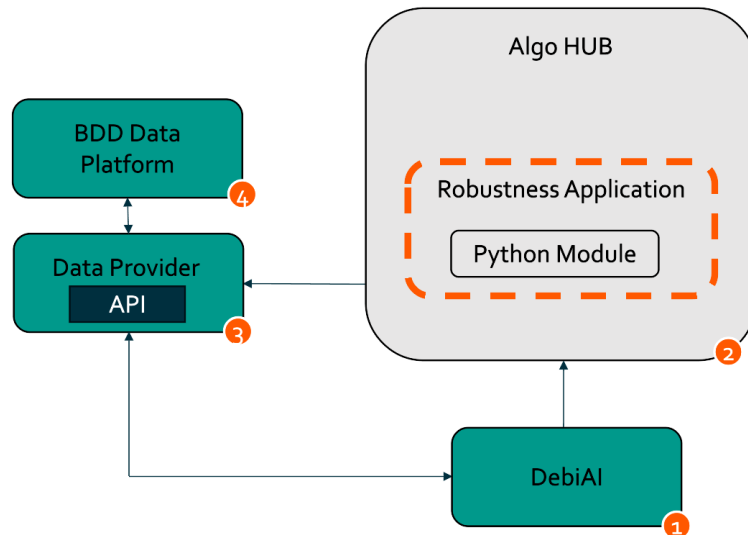 Algo HUB
BDD Data
Platform
4
Robustness Application
Python Module
Data Provider
API
3
2
DebiAI
1